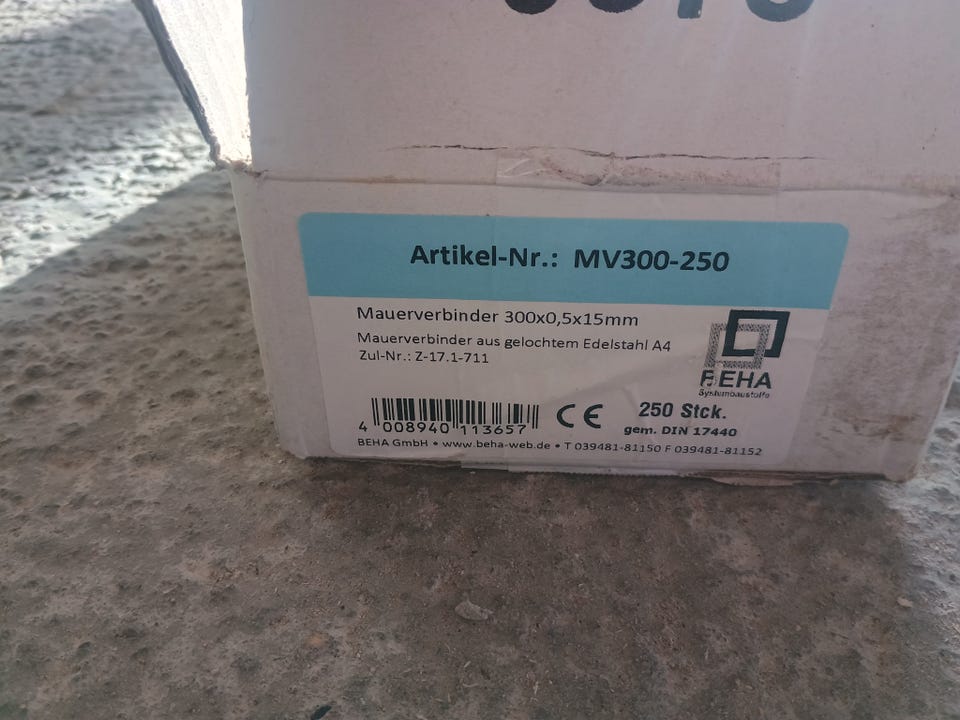 Artikel-Nr.: MV300-250
Mauerverbinder 300x0,5x15mm
Mauerverbinder aus gelochtem Edelstahl A4
Zul-Nr.: Z-17.1-711
BEHA
Systembaustoffe
4 008940 113657
CE
250 Stck.
gem. DIN 17440
BEHA GmbH • www.beha-web.de • T 039481-81150 F 039481-81152